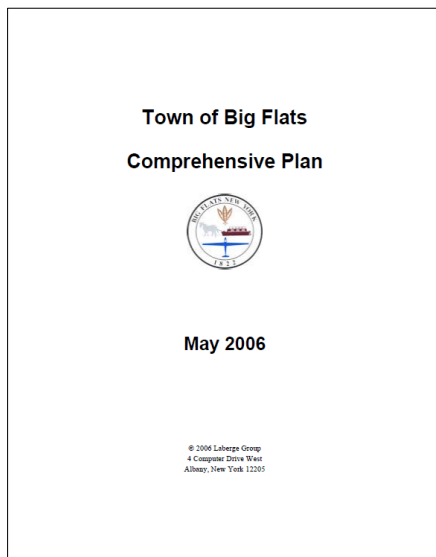 Town of Big Flats
Comprehensive Plan
BIG FLATS NEW YORK
1822
May 2006
© 2006 Laberge Group
4 Computer Drive West
Albany, New York 12205